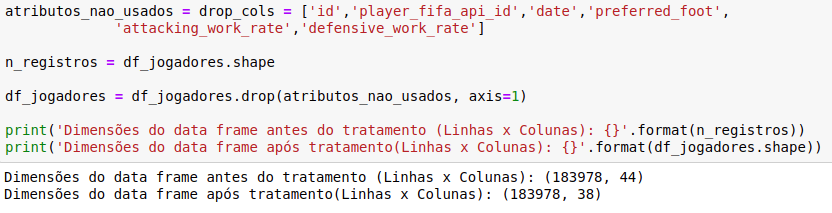 atributos_nao_usados = drop_cols = ['id','player_fifa_api_id','date','preferred_foot',
'attacking_work_rate','defensive_work_rate']
n_registros = df_jogadores.shape
df_jogadores = df_jogadores.drop(atributos_nao_usados, axis=1)
print('Dimensões do data frame antes do tratamento (Linhas x Colunas): {}'.format(n_registros))
print('Dimensões do data frame após tratamento(Linhas x Colunas): {}'.format(df_jogadores.shape))
Dimensões do data frame antes do tratamento (Linhas x Colunas): (183978, 44)
Dimensões do data frame após tratamento(Linhas x Colunas): (183978, 38)